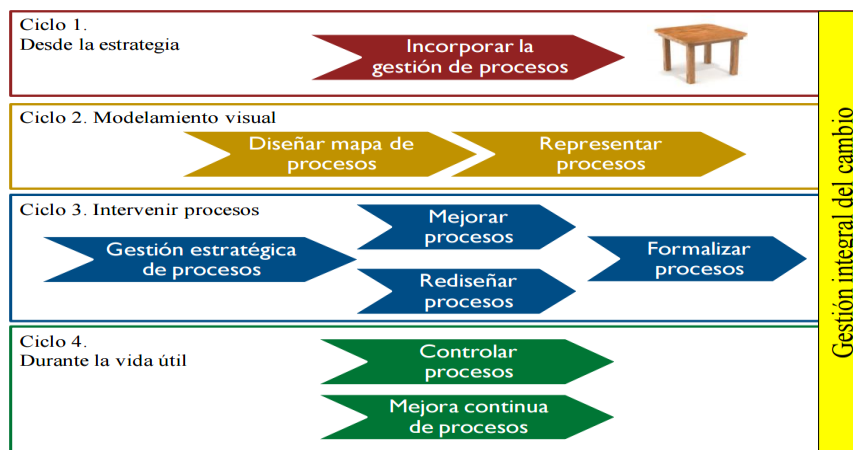 Ciclo 1.
Desde la estrategia
Incorporar la
gestión de procesos
Ciclo 2. Modelamiento visual
Diseñar mapa de
procesos
Representar
procesos
Ciclo 3. Intervenir procesos
Gestión estratégica
de procesos
Mejorar
procesos
Rediseñar
procesos
Formalizar
procesos
Ciclo 4.
Durante la vida útil
Controlar
procesos
Mejora continua
de procesos
Gestión integral del cambio